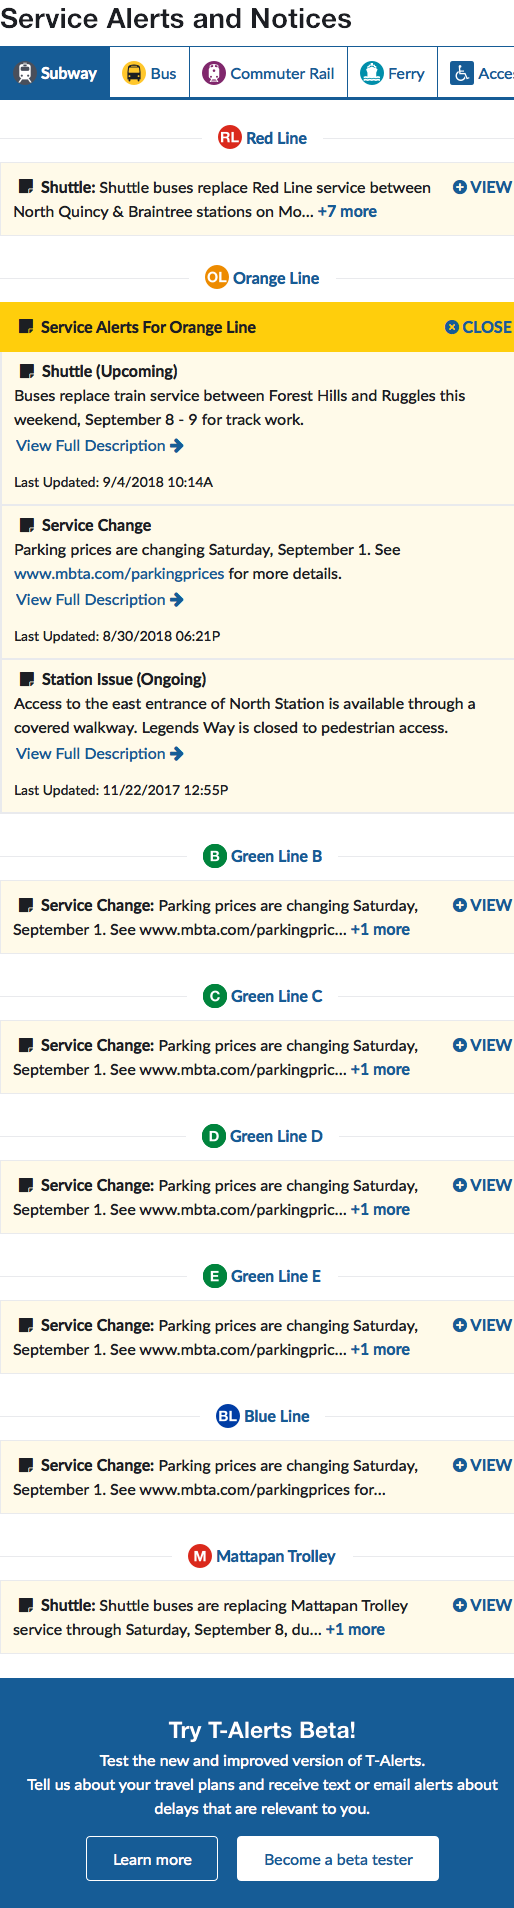 Service Alerts and Notices
Subway Bus Commuter Rail Ferry Acce
RL Red Line
Shuttle: Shuttle buses replace Red Line service between VIEW
North Quincy & Braintree stations on Mo... +7 more
OL Orange Line
Service Alerts For Orange Line CLOSE
Shuttle (Upcoming)
Buses replace train service between Forest Hills and Ruggles this
weekend, September 8 - 9 for track work.
View Full Description
Last Updated: 9/4/2018 10:14A
Service Change
Parking prices are changing Saturday, September 1. See
www.mbta.com/parkingprices for more details.
View Full Description
Last Updated: 8/30/2018 06:21P
Station Issue (Ongoing)
Access to the east entrance of North Station is available through a
covered walkway. Legends Way is closed to pedestrian access.
View Full Description
Last Updated: 11/22/2017 12:55P
B Green Line B
Service Change: Parking prices are changing Saturday, VIEW
September 1. See www.mbta.com/parkingpric... +1 more
C Green Line C
Service Change: Parking prices are changing Saturday, VIEW
September 1. See www.mbta.com/parkingpric... +1 more
D Green Line D
Service Change: Parking prices are changing Saturday, VIEW
September 1. See www.mbta.com/parkingpric... +1 more
E Green Line E
Service Change: Parking prices are changing Saturday, VIEW
September 1. See www.mbta.com/parkingpric... +1 more
BL Blue Line
Service Change: Parking prices are changing Saturday, VIEW
September 1. See www.mbta.com/parkingprices for...
M Mattapan Trolley
Shuttle: Shuttle buses are replacing Mattapan Trolley VIEW
service through Saturday, September 8, du... +1 more
Try T-Alerts Beta!
Test the new and improved version of T-Alerts.
Tell us about your travel plans and receive text or email alerts about
delays that are relevant to you.
Learn more Become a beta tester